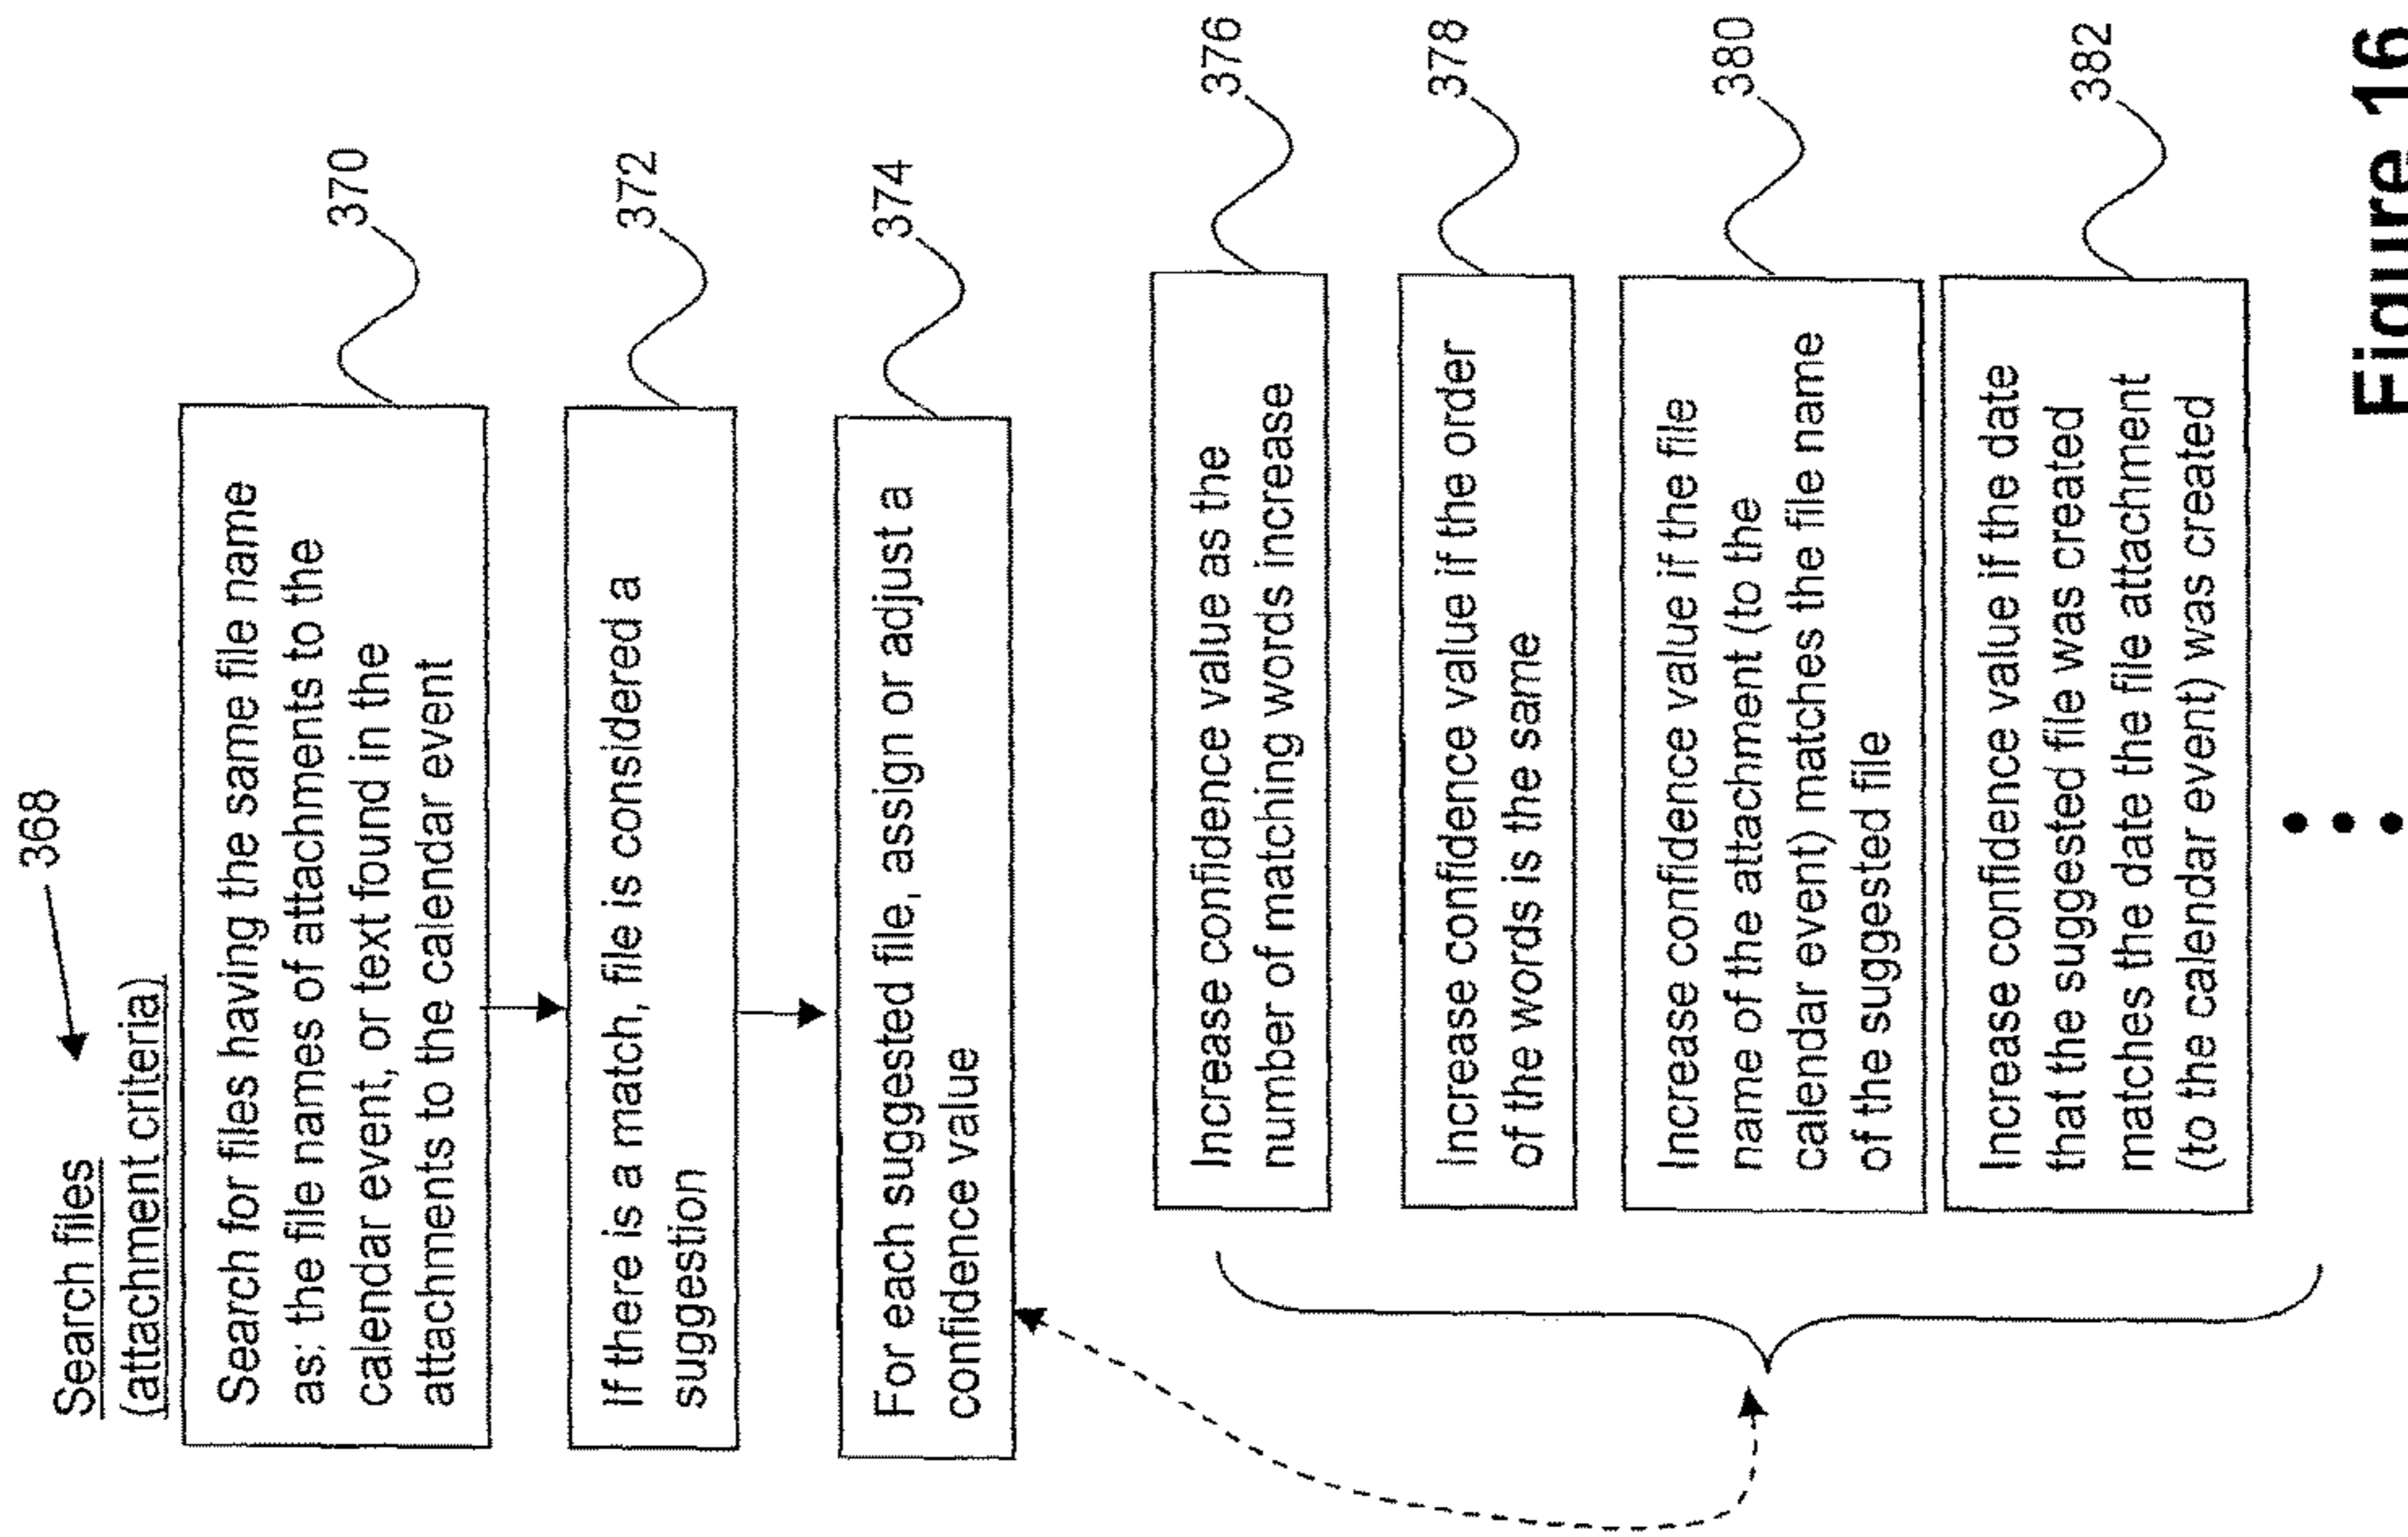 368
Search files
(attachment criteria)
Search for files having the same file name
as: the file names of attachments to the
calendar event, or text found in the
attachments to the calendar event
370
If there is a match, file is considered a
suggestion
372
For each suggested file, assign or adjust a
confidence value
374
Increase confidence value as the
number of matching words increase
376
Increase confidence value if the order
of the words is the same
378
Increase confidence value if the file
name of the attachment (to the
calendar event) matches the file name
of the suggested file
380
Increase confidence value if the date
that the suggested file was created
matches the date the file attachment
(to the calendar event) was created
382
Figure 16